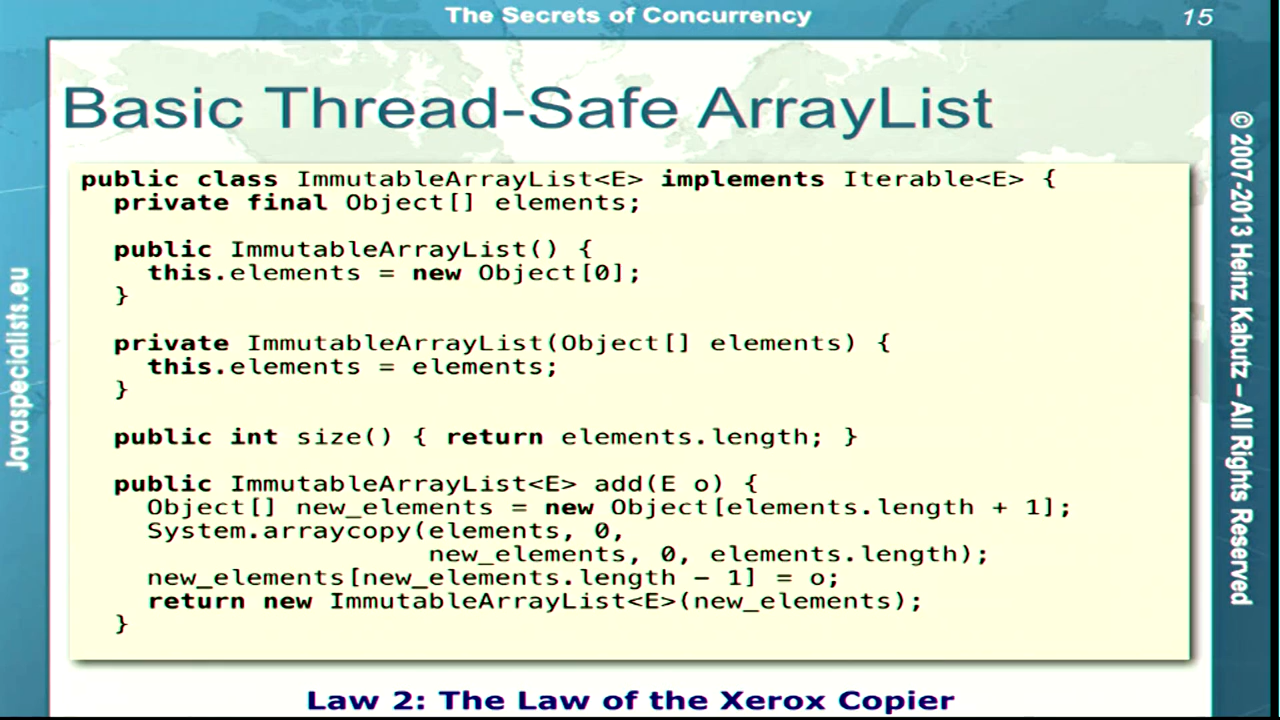 The Secrets of Concurrency
15
Basic Thread-Safe ArrayList
public class ImmutableArrayList<E> implements Iterable<E> {
private final Object[] elements;
public ImmutableArrayList() {
this.elements = new Object[0];
}
private ImmutableArrayList(Object[] elements) {
this.elements = elements;
}
public int size() { return elements.length; }
public ImmutableArrayList<E> add(E o) {
Object[] new_elements = new Object[elements.length + 1];
System.arraycopy(elements, 0,
new_elements, 0, elements.length);
new_elements[new_elements.length – 1] = o;
return new ImmutableArrayList<E>(new_elements);
}
Law 2: The Law of the Xerox Copier
Javaspecialists.eu
© 2007-2013 Heinz Kabutz – All Rights Reserved